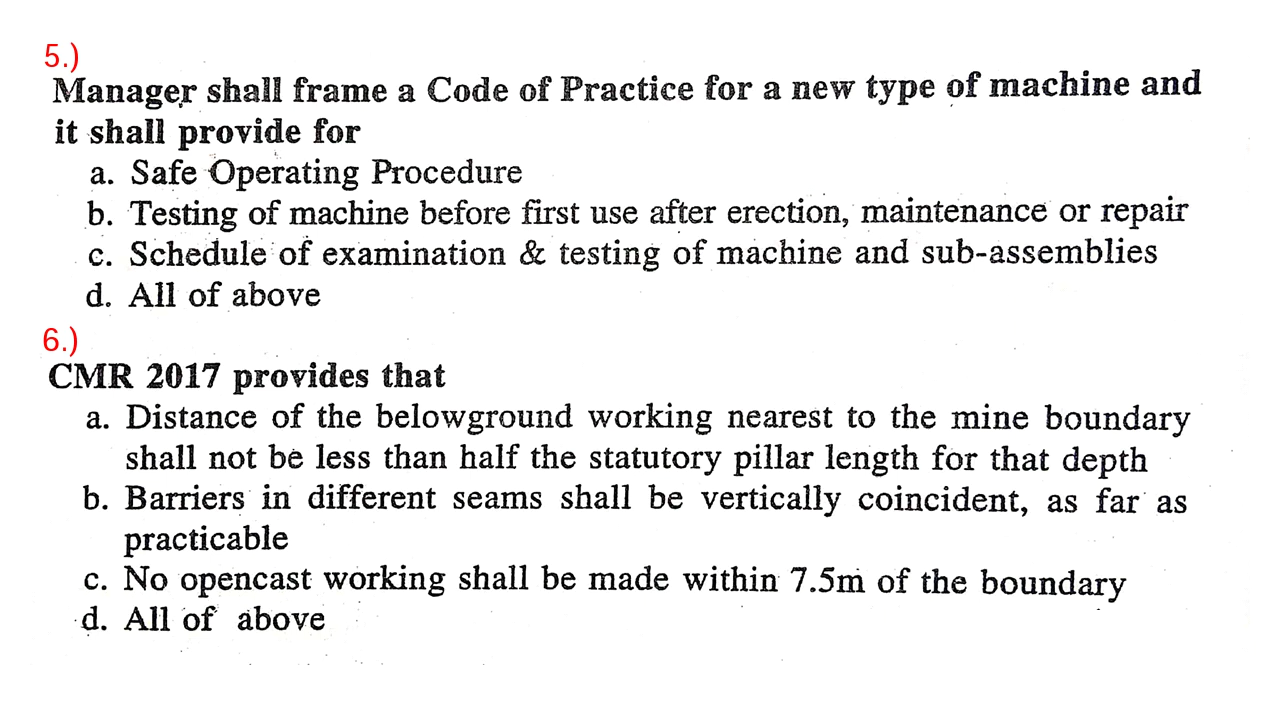 5.)
Manager shall frame a Code of Practice for a new type of machine and
it shall provide for
a. Safe Operating Procedure
b. Testing of machine before first use after erection, maintenance or repair
c. Schedule of examination & testing of machine and sub-assemblies
d. All of above
6.)
CMR 2017 provides that
a. Distance of the belowground working nearest to the mine boundary
shall not be less than half the statutory pillar length for that depth
b. Barriers in different seams shall be vertically coincident, as far as
practicable
c. No opencast working shall be made within 7.5m of the boundary
d. All of above